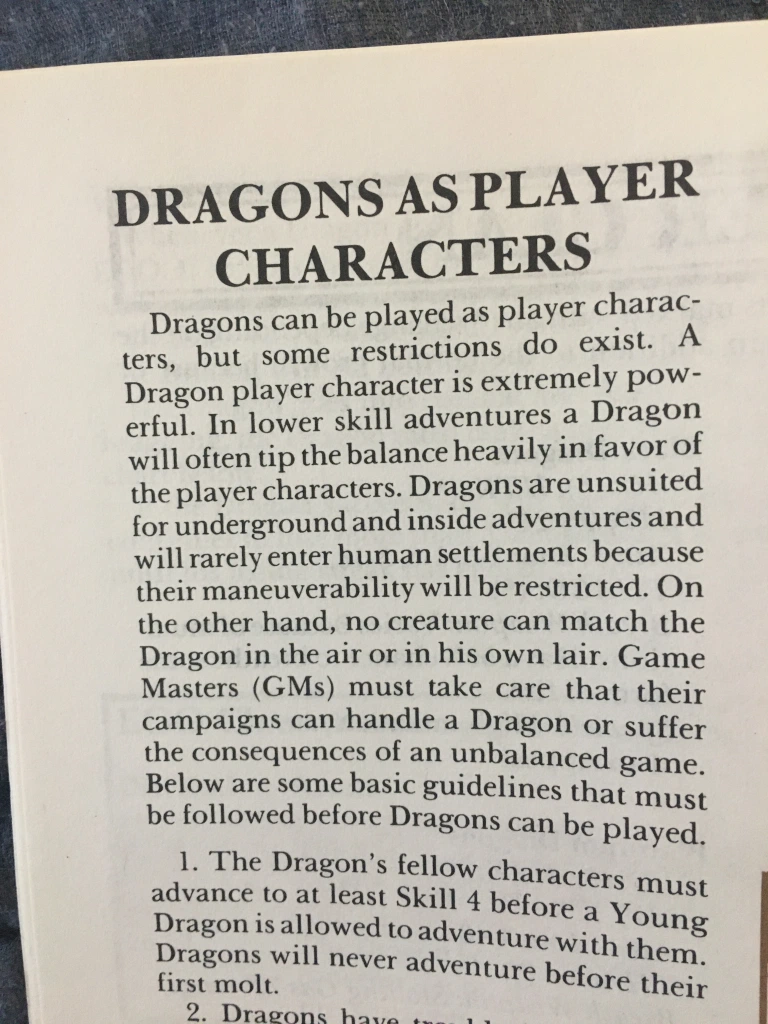 DRAGONS AS PLAYER
CHARACTERS
Dragons can be played as player charac-
ters, but some restrictions do exist. A
Dragon player character is extremely pow-
erful. In lower skill adventures a Dragon
will often tip the balance heavily in favor of
the player characters. Dragons are unsuited
for underground and inside adventures and
will rarely enter human settlements because
their maneuverability will be restricted. On
the other hand, no creature can match the
Dragon in the air or in his own lair. Game
Masters (GMs) must take care that their
campaigns can handle a Dragon or suffer
the consequences of an unbalanced game.
Below are some basic guidelines that must
be followed before Dragons can be played.
1. The Dragon's fellow characters must
advance to at least Skill 4 before a Young
Dragon is allowed to adventure with them.
Dragons will never adventure before their
first molt.
2. Dragons have